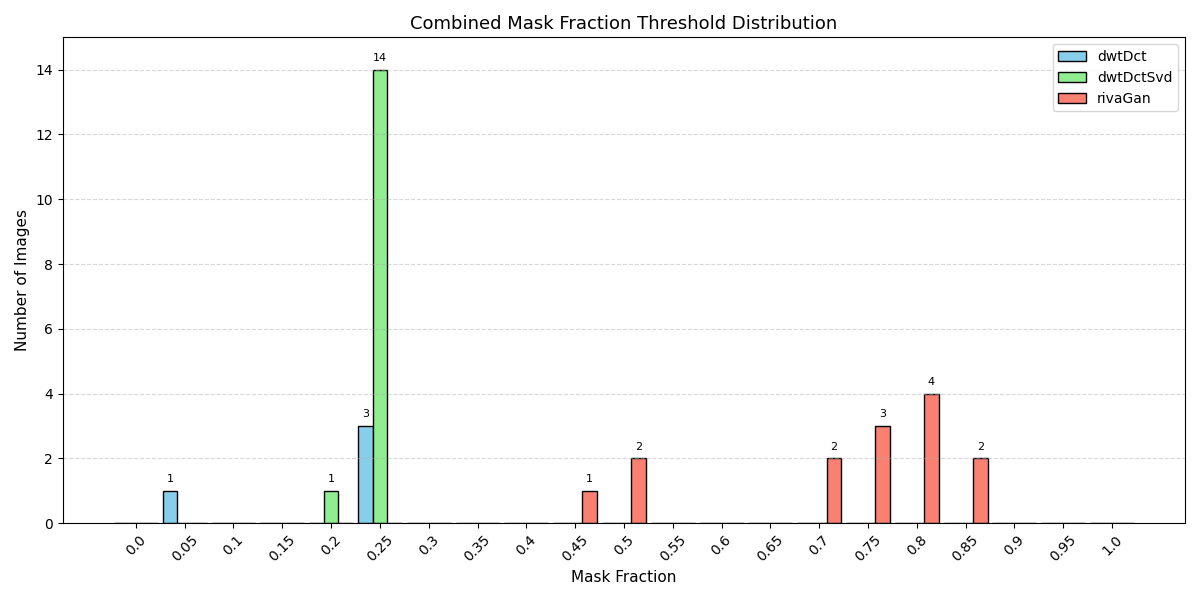 Combined Mask Fraction Threshold Distribution
dwtDct
dwtDctSvd
rivaGan
Number of Images
14
12
10
8
6
4
2
0
1
1
3
14
1
2
2
3
4
2
0.0 0.05 0.1 0.15 0.2 0.25 0.3 0.35 0.4 0.45 0.5 0.55 0.6 0.65 0.7 0.75 0.8 0.85 0.9 0.95 1.0
Mask Fraction